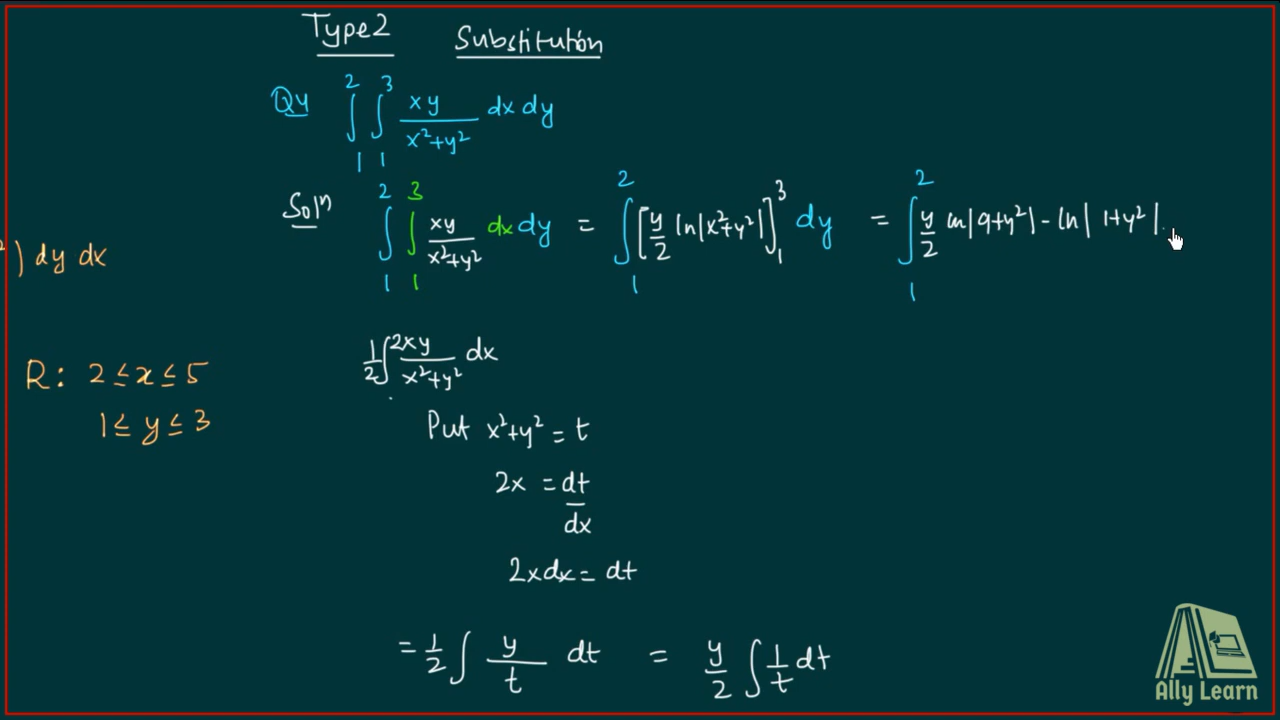 Type2 Substitution
Qy ∫₁² ∫₁³ xy/(x²+y²) dx dy
Solⁿ ∫₁² ∫₁³ xy/(x²+y²) dx dy = ∫₁² [y/2 ln|x²+y²|]₁³ dy = ∫₁² y/2 ln|9+y²| - ln|1+y²|.
²) dy dx
1/2 ∫ 2xy/(x²+y²) dx
R: 2 ≤ x ≤ 5
1 ≤ y ≤ 3
Put x²+y² = t
2x = dt/dx
2xdx = dt
= 1/2 ∫ y/t dt = y/2 ∫ 1/t dt
Ally Learn